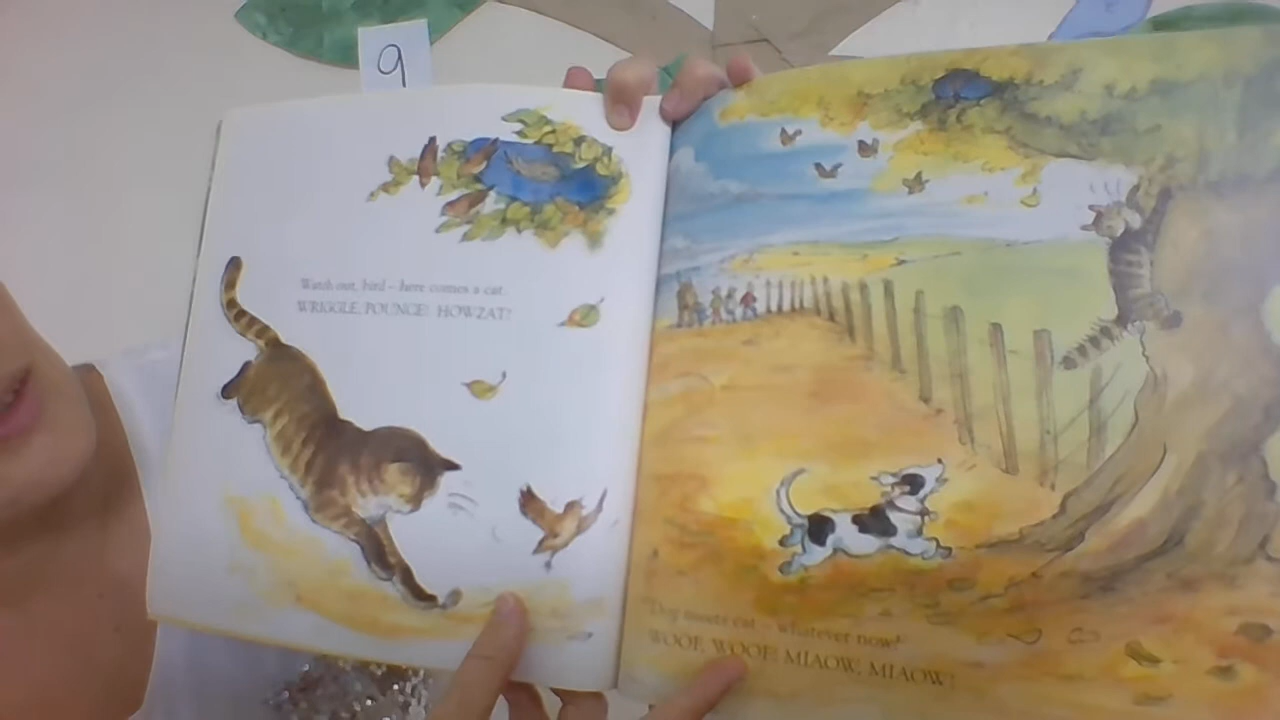 9
Watch out, bird – here comes a cat.
WRIGGLE, POUNCE! HOWZAT?
Dog meets cat – whatever now?
WOOF, WOOF! MIAOW, MIAOW!